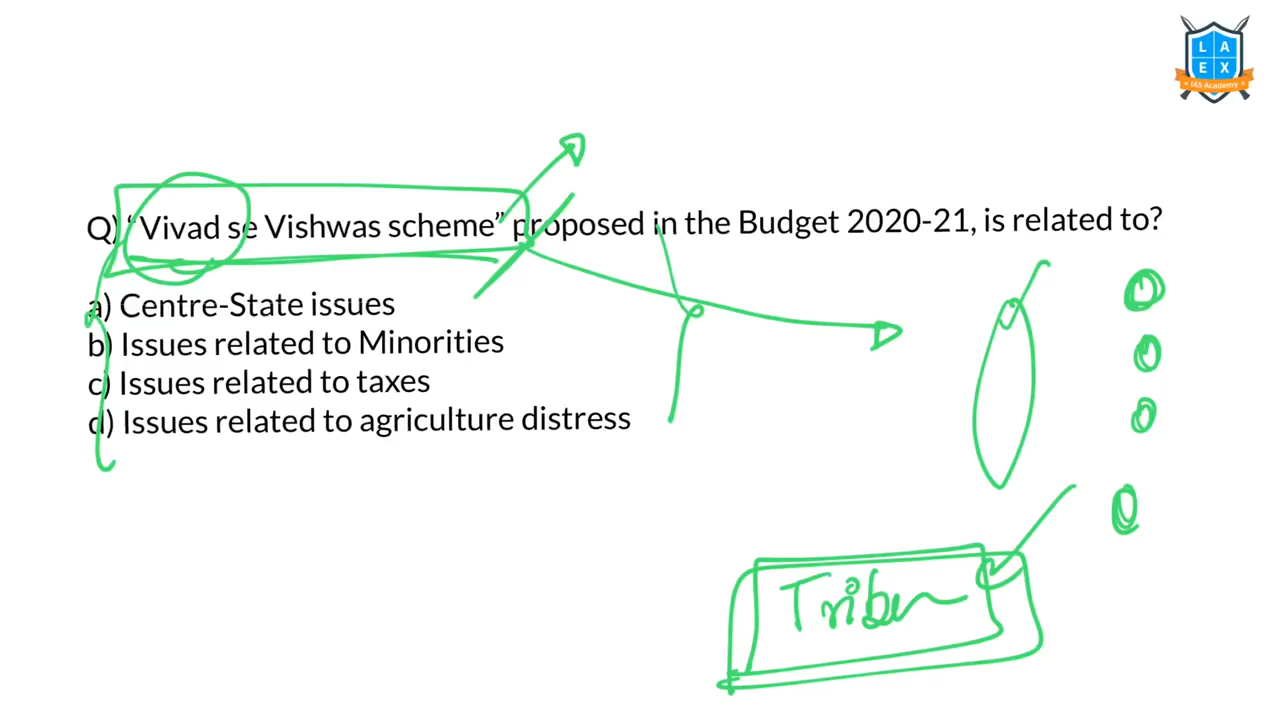 L A
E X
IAS Academy
Q) “Vivad se Vishwas scheme” proposed in the Budget 2020-21, is related to?
a) Centre-State issues
b) Issues related to Minorities
c) Issues related to taxes
d) Issues related to agriculture distress